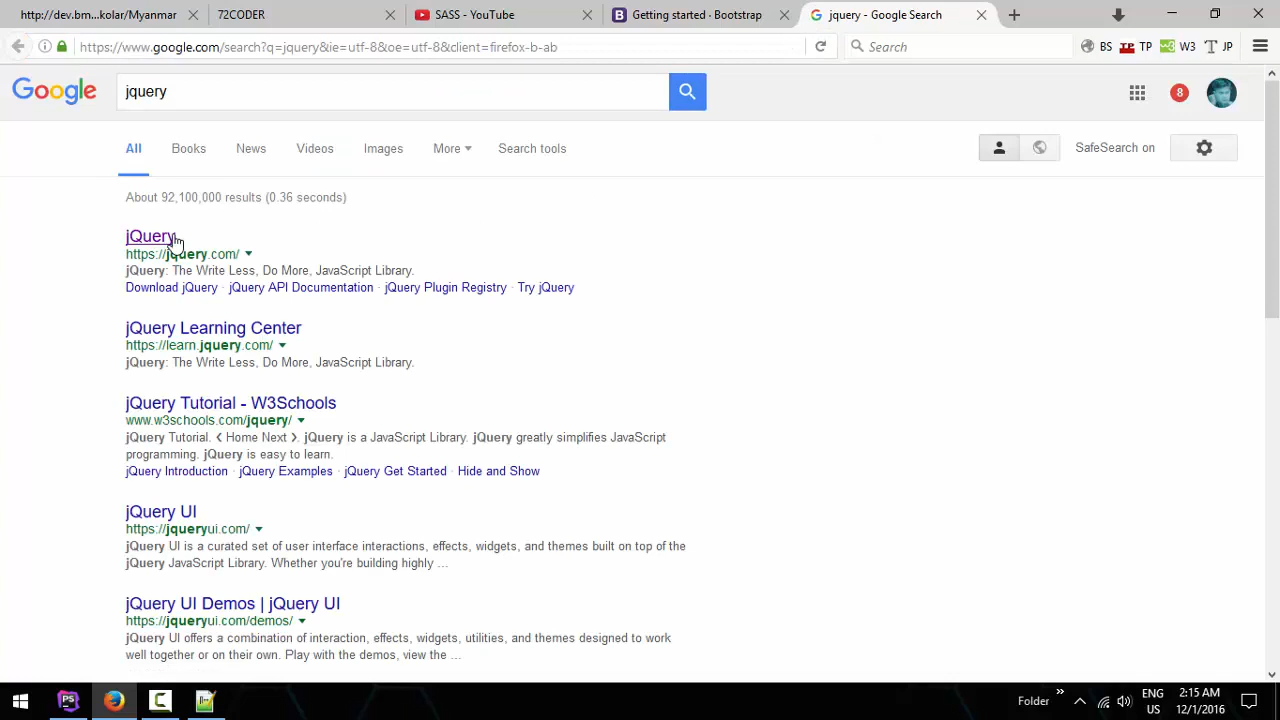 http://dev.bm...kolar/Myanmar
72CODER
SASS - YouTube
B Getting started · Bootstrap
G jquery - Google Search
https://www.google.com/search?q=jquery&ie=utf-8&oe=utf-8&client=firefox-b-ab
Search
BS
TP TP
W3 W3
T JP
Google
jquery
8
All
Books
News
Videos
Images
More
Search tools
SafeSearch on
About 92,100,000 results (0.36 seconds)
jQuery
https://jquery.com/
jQuery: The Write Less, Do More, JavaScript Library.
Download jQuery · jQuery API Documentation · jQuery Plugin Registry · Try jQuery
jQuery Learning Center
https://learn.jquery.com/
jQuery: The Write Less, Do More, JavaScript Library.
jQuery Tutorial - W3Schools
www.w3schools.com/jquery/
jQuery Tutorial. ❮ Home Next ❯. jQuery is a JavaScript Library. jQuery greatly simplifies JavaScript
programming. jQuery is easy to learn.
jQuery Introduction · jQuery Examples · jQuery Get Started · Hide and Show
jQuery UI
https://jqueryui.com/
jQuery UI is a curated set of user interface interactions, effects, widgets, and themes built on top of the
jQuery JavaScript Library. Whether you're building highly ...
jQuery UI Demos | jQuery UI
https://jqueryui.com/demos/
jQuery UI offers a combination of interaction, effects, widgets, utilities, and themes designed to work
well together or on their own. Play with the demos, view the ...
PS
C
Folder
ENG
US
2:15 AM
12/1/2016